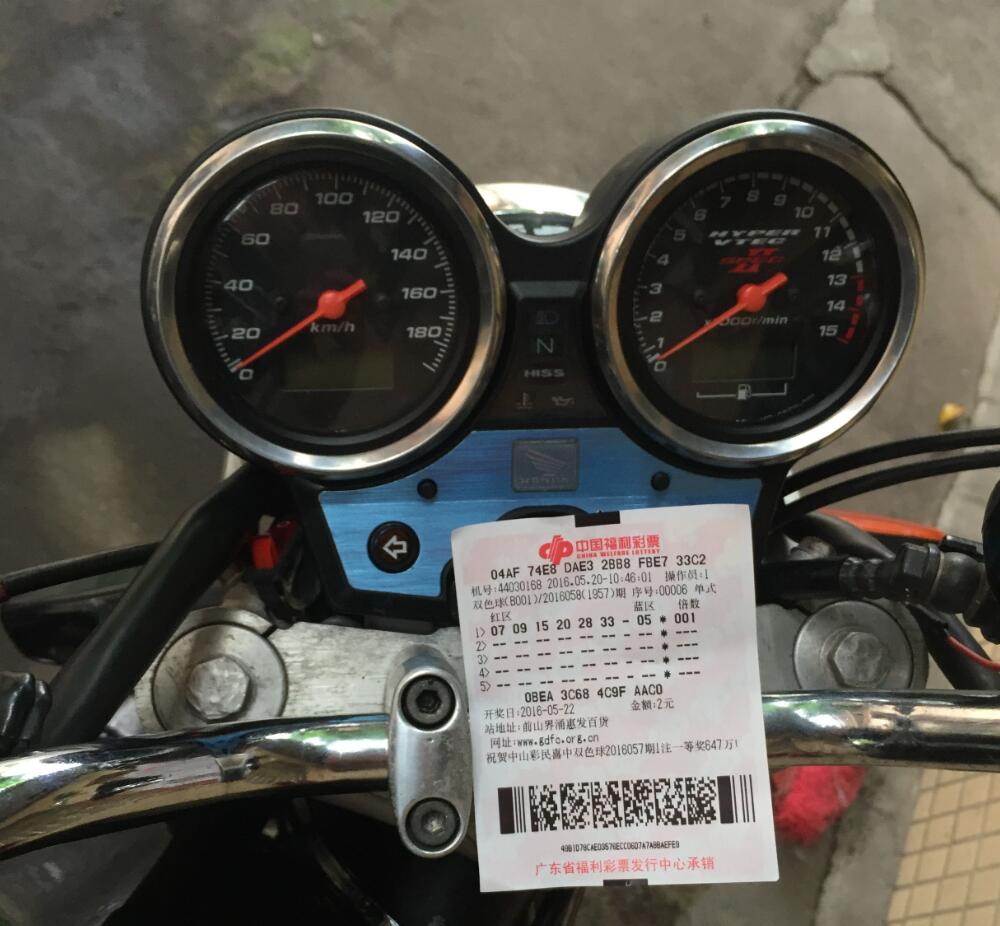 0
20
40
60
80
100
120
140
160
180
km/h
0
1
2
3
4
5
6
7
8
9
10
11
12
13
14
15
HYPER
VTEC
SPEC
II
r/min
N
HISS
HONDA
中国福利彩票
CHINA WELFARE LOTTERY
04AF 74E8 DAE3 2BB8 FBE7 33C2
机号:44030168 2016.05.20-10:46:01 操作员:1
双色球(B001)/2016058(1957)期 序号:00006 单式
红区 蓝区 倍数
1> 07 09 15 20 28 33 - 05 * 001
2> -- -- -- -- -- -- - -- * ---
3> -- -- -- -- -- -- - -- * ---
4> -- -- -- -- -- -- - -- * ---
5> -- -- -- -- -- -- - -- * ---
0BEA 3C68 4C9F AAC0
开奖日:2016-05-22 金额:2元
站地址:前山界涌惠发百货
网址:www.gdfc.org.cn
祝贺中山彩民喜中双色球2016057期1注一等奖647万!
广东省福利彩票发行中心承销